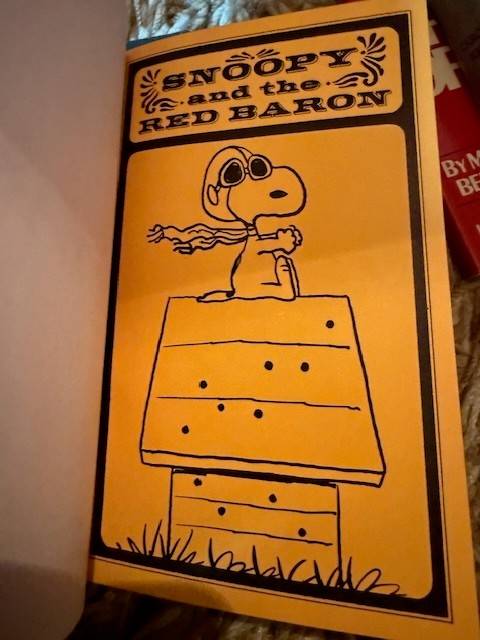 SNOOPY
and the
RED BARON
BY M
BE